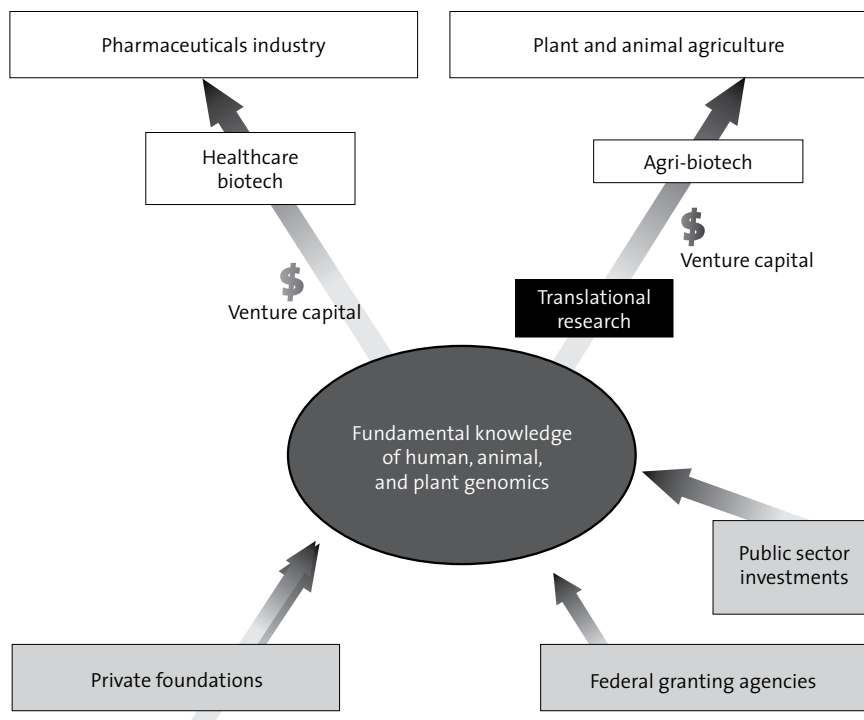 Pharmaceuticals industry
Plant and animal agriculture
Healthcare
biotech
Agri-biotech
$
Venture capital
$
Venture capital
Translational
research
Fundamental knowledge
of human, animal,
and plant genomics
Public sector
investments
Private foundations
Federal granting agencies